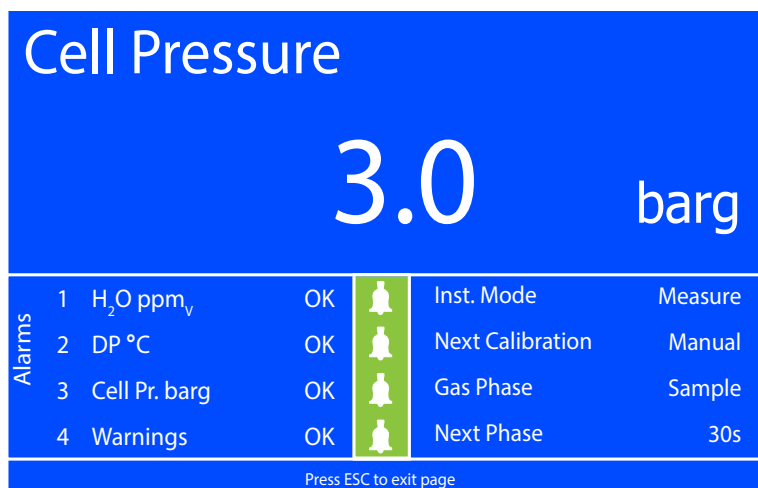 Cell Pressure
3.0 barg
Alarms
1 H₂O ppmᵥ OK
2 DP °C OK
3 Cell Pr. barg OK
4 Warnings OK
Inst. Mode Measure
Next Calibration Manual
Gas Phase Sample
Next Phase 30s
Press ESC to exit page